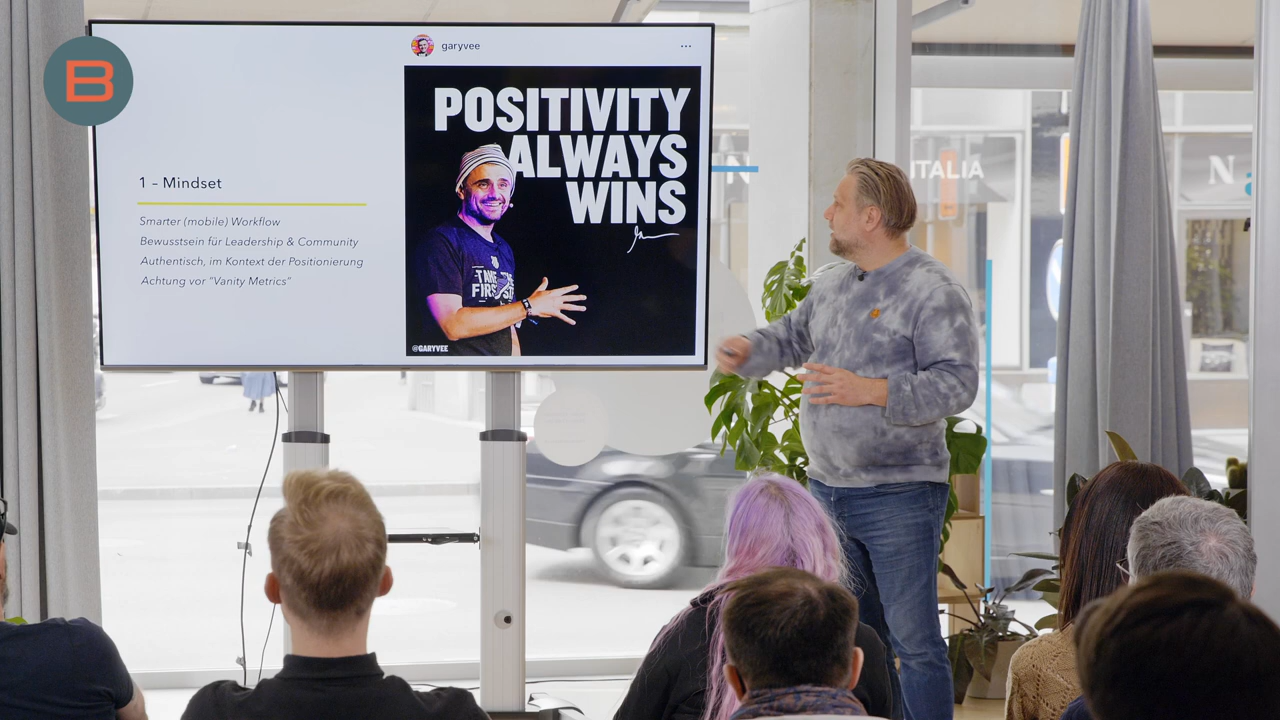 B
garyvee
POSITIVITY
ALWAYS
WINS
1 – Mindset
Smarter (mobile) Workflow
Bewusstsein für Leadership & Community
Authentisch, im Kontext der Positionierung
Achtung vor "Vanity Metrics"
@GARYVEE
N
ITALIA
N